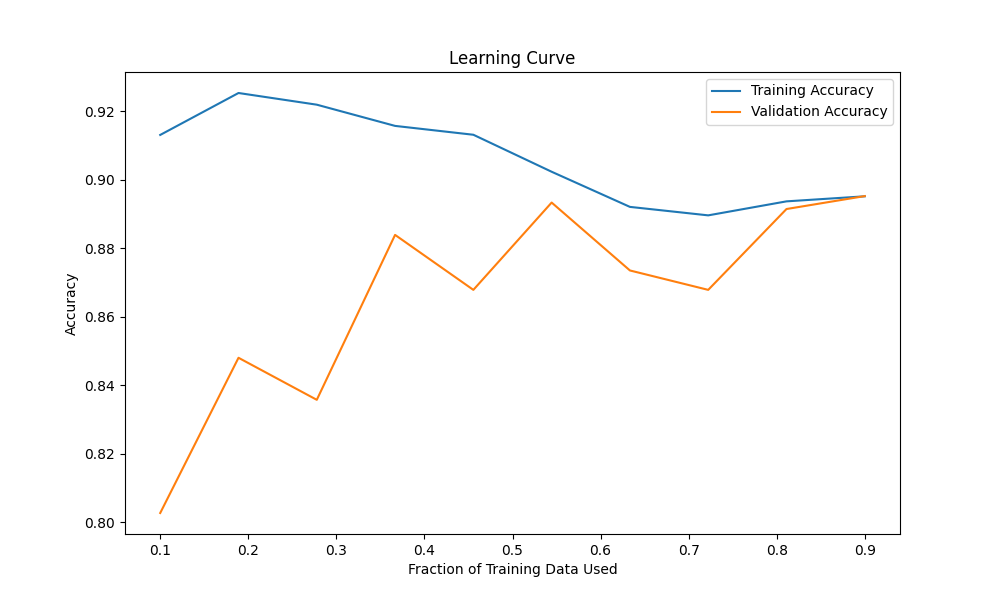 Learning Curve
Training Accuracy
Validation Accuracy
0.92
0.90
0.88
0.86
0.84
0.82
0.80
Accuracy
0.1 0.2 0.3 0.4 0.5 0.6 0.7 0.8 0.9
Fraction of Training Data Used